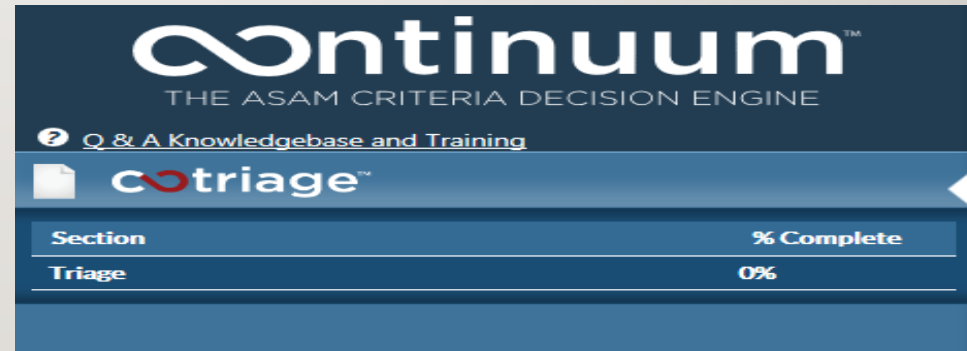 continuum™
THE ASAM CRITERIA DECISION ENGINE
? Q & A Knowledgebase and Training
cotriage™
Section % Complete
Triage 0%